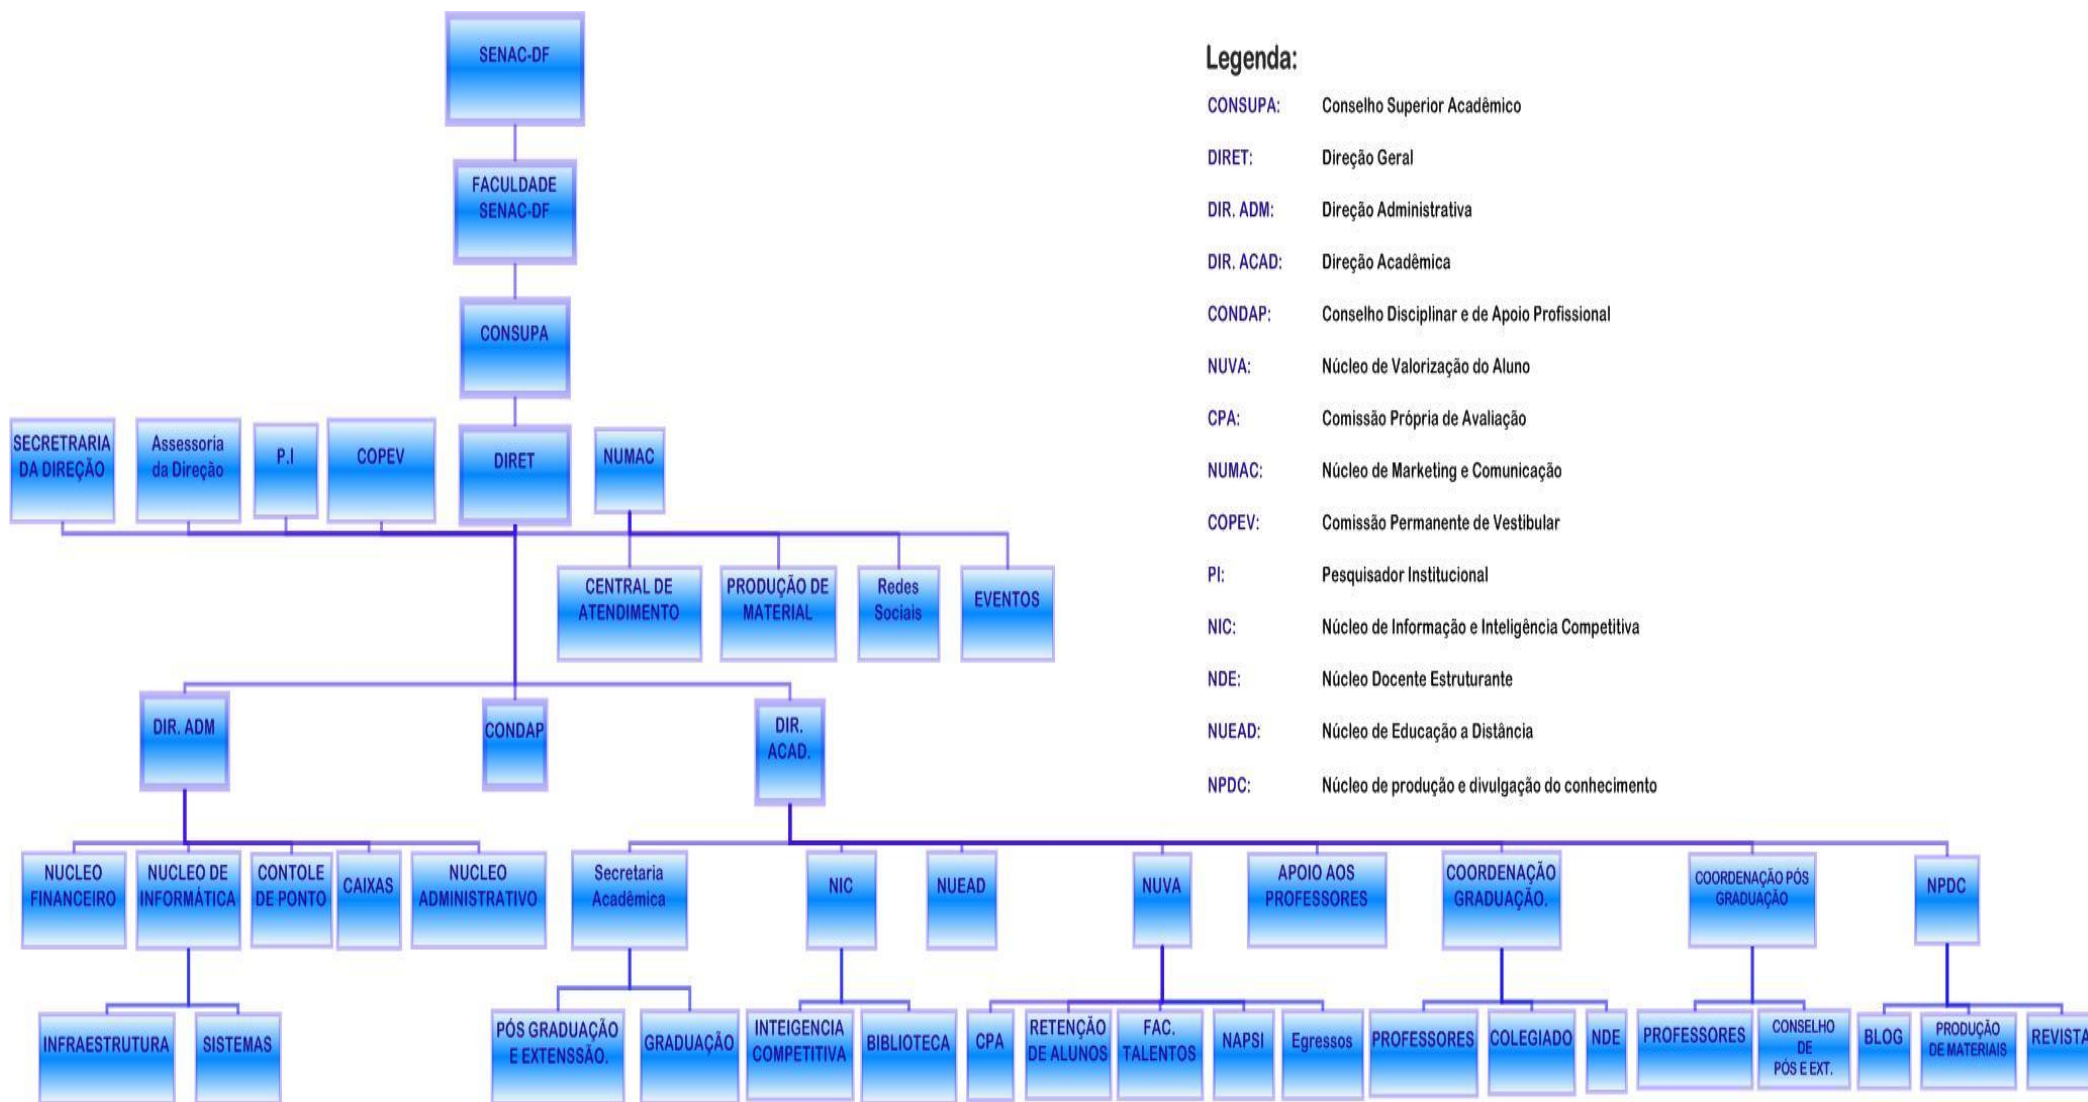 SENAC-DF
FACULDADE
SENAC-DF
CONSUPA
SECRETRARIA
DA DIREÇÃO
Assessoria
da Direção
P.I
COPEV
DIRET
NUMAC
CENTRAL DE
ATENDIMENTO
PRODUÇÃO DE
MATERIAL
Redes
Sociais
EVENTOS
DIR. ADM
CONDAP
DIR.
ACAD.
NUCLEO
FINANCEIRO
NUCLEO DE
INFORMÁTICA
CONTOLE
DE PONTO
CAIXAS
NUCLEO
ADMINISTRATIVO
Secretaria
Acadêmica
NIC
NUEAD
NUVA
APOIO AOS
PROFESSORES
COORDENAÇÃO
GRADUAÇÃO.
COORDENAÇÃO PÓS
GRADUAÇÃO
NPDC
INFRAESTRUTURA
SISTEMAS
PÓS GRADUAÇÃO
E EXTENSSÃO.
GRADUAÇÃO
INTEIGENCIA
COMPETITIVA
BIBLIOTECA
CPA
RETENÇÃO
DE ALUNOS
FAC.
TALENTOS
NAPSI
Egressos
PROFESSORES
COLEGIADO
NDE
PROFESSORES
CONSELHO
DE
PÓS E EXT.
BLOG
PRODUÇÃO
DE MATERIAIS
REVISTA
Legenda:
CONSUPA: Conselho Superior Acadêmico
DIRET: Direção Geral
DIR. ADM: Direção Administrativa
DIR. ACAD: Direção Acadêmica
CONDAP: Conselho Disciplinar e de Apoio Profissional
NUVA: Núcleo de Valorização do Aluno
CPA: Comissão Própria de Avaliação
NUMAC: Núcleo de Marketing e Comunicação
COPEV: Comissão Permanente de Vestibular
PI: Pesquisador Institucional
NIC: Núcleo de Informação e Inteligência Competitiva
NDE: Núcleo Docente Estruturante
NUEAD: Núcleo de Educação a Distância
NPDC: Núcleo de produção e divulgação do conhecimento